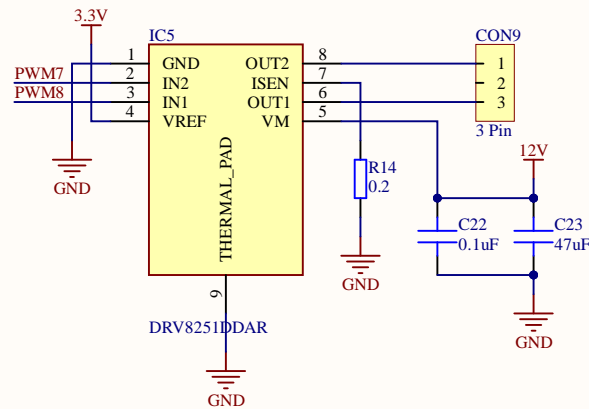 3.3V
IC5
CON9
1 GND OUT2 8 1
PWM7 2 IN2 ISEN 7 2
PWM8 3 IN1 OUT1 6 3
4 VREF VM 5
3 Pin
12V
GND
THERMAL_PAD
R14
0.2
C22
0.1uF
C23
47uF
GND
9
DRV8251DDAR
GND
GND